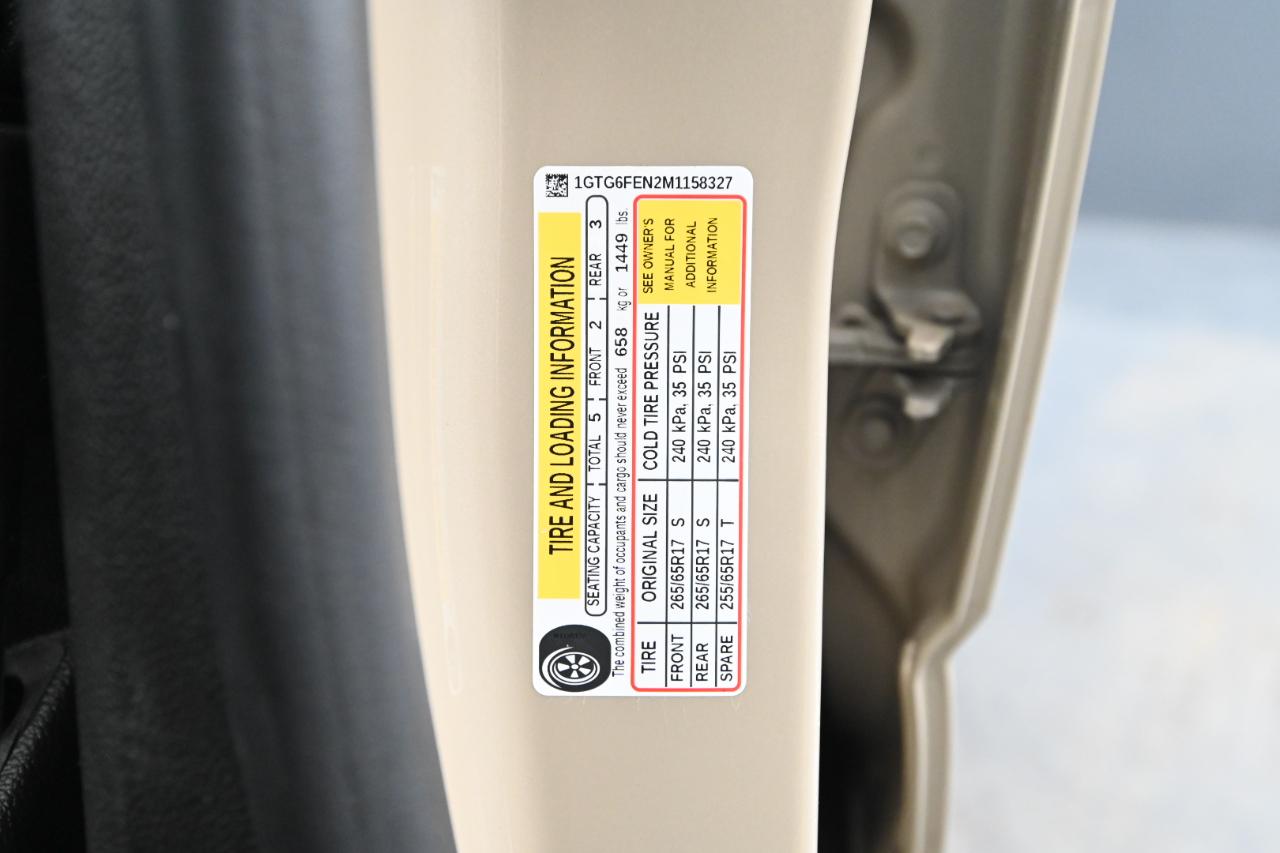 1GTG6FEN2M1158327
TIRE AND LOADING INFORMATION
SEATING CAPACITY TOTAL 5 FRONT 2 REAR 3
The combined weight of occupants and cargo should never exceed 658 kg or 1449 lbs.
TIRE ORIGINAL SIZE COLD TIRE PRESSURE
FRONT 265/65R17 S 240 kPa, 35 PSI
REAR 265/65R17 S 240 kPa, 35 PSI
SPARE 255/65R17 T 240 kPa, 35 PSI
SEE OWNER'S
MANUAL FOR
ADDITIONAL
INFORMATION